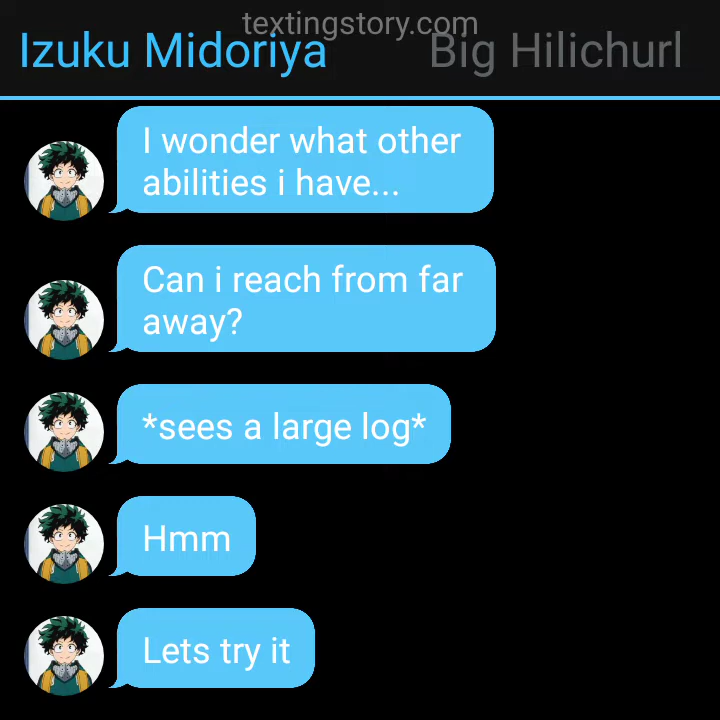 textingstory.com
Izuku Midoriya Big Hilichurl
I wonder what other
abilities i have...
Can i reach from far
away?
*sees a large log*
Hmm
Lets try it